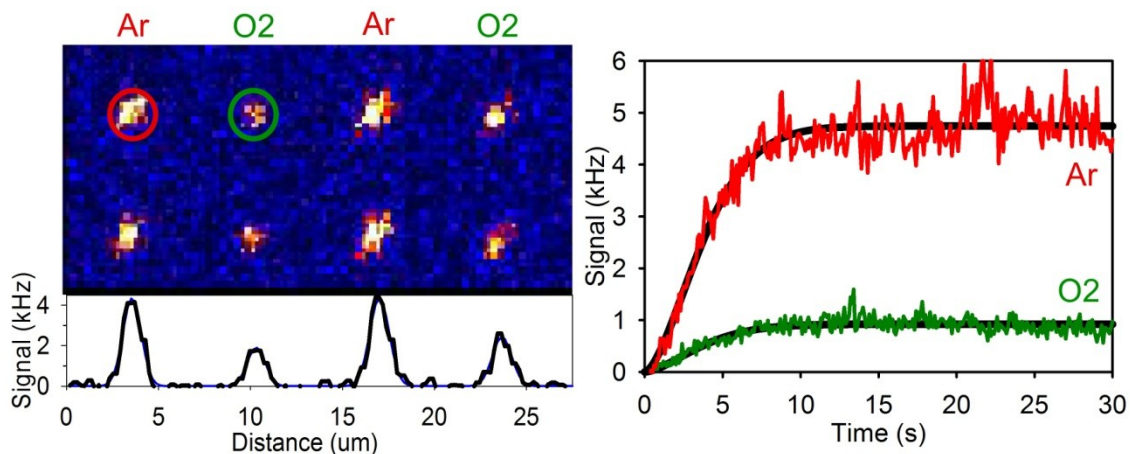 Ar O2 Ar O2
Signal (kHz)
4
2
0
0 5 10 15 20 25
Distance (um)
Signal (kHz)
6
5
4
3
2
1
0
Ar
O2
0 5 10 15 20 25 30
Time (s)